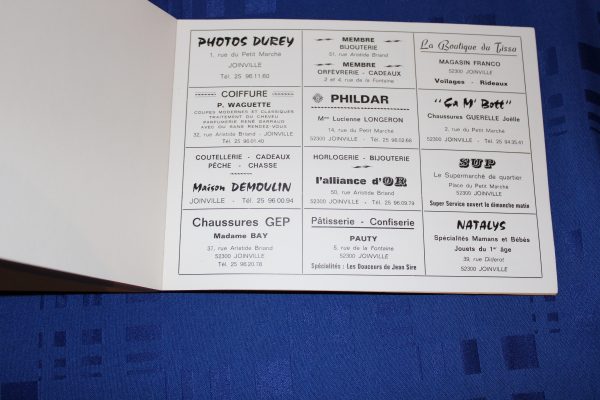 PHOTOS DUREY
1, rue du Petit Marché
JOINVILLE
Tél. 25 96.11.60
COIFFURE
P. WAGUETTE
COUPES MODERNES ET CLASSIQUES
TRAITEMENT DU CHEVEU
PARFUMERIE RENÉ GARRAUD
AVEC OU SANS RENDEZ-VOUS
32, rue Aristide Briand - JOINVILLE
Tél. 25 96.01.40
COUTELLERIE - CADEAUX
PÊCHE - CHASSE
Maison DEMOULIN
JOINVILLE - Tél. 25 96.00.94
Chaussures GEP
Madame BAY
37, rue Aristide Briand
52300 JOINVILLE
Tél. 25 96.20.78
MEMBRE
BIJOUTERIE
51, rue Aristide Briand
MEMBRE
ORFÈVRERIE - CADEAUX
2 et 4, rue de la Fontaine
PHILDAR
Mme Lucienne LONGERON
14, rue du Petit Marché
52300 JOINVILLE - Tél. 25 96.02.66
HORLOGERIE - BIJOUTERIE
l'alliance d'OR
50, rue Aristide Briand
52300 JOINVILLE - Tél. 25 96.09.79
Pâtisserie - Confiserie
PAUTY
5, rue de la Fontaine
52300 JOINVILLE
Spécialités : Les Douceurs de Jean Sire
La Boutique du Tissu
MAGASIN FRANCO
52300 JOINVILLE
Voilages - Rideaux
"Ça M' Bott"
Chaussures GUERELLE Joëlle
2, rue du Petit Marché
52300 JOINVILLE - Tél. 25 94.35.41
SUP
Le Supermarché de quartier
Place du Petit Marché
52300 JOINVILLE
Super Service ouvert le dimanche matin
NATALYS
Spécialités Mamans et Bébés
Jouets du 1er âge
39, rue Diderot
52300 JOINVILLE